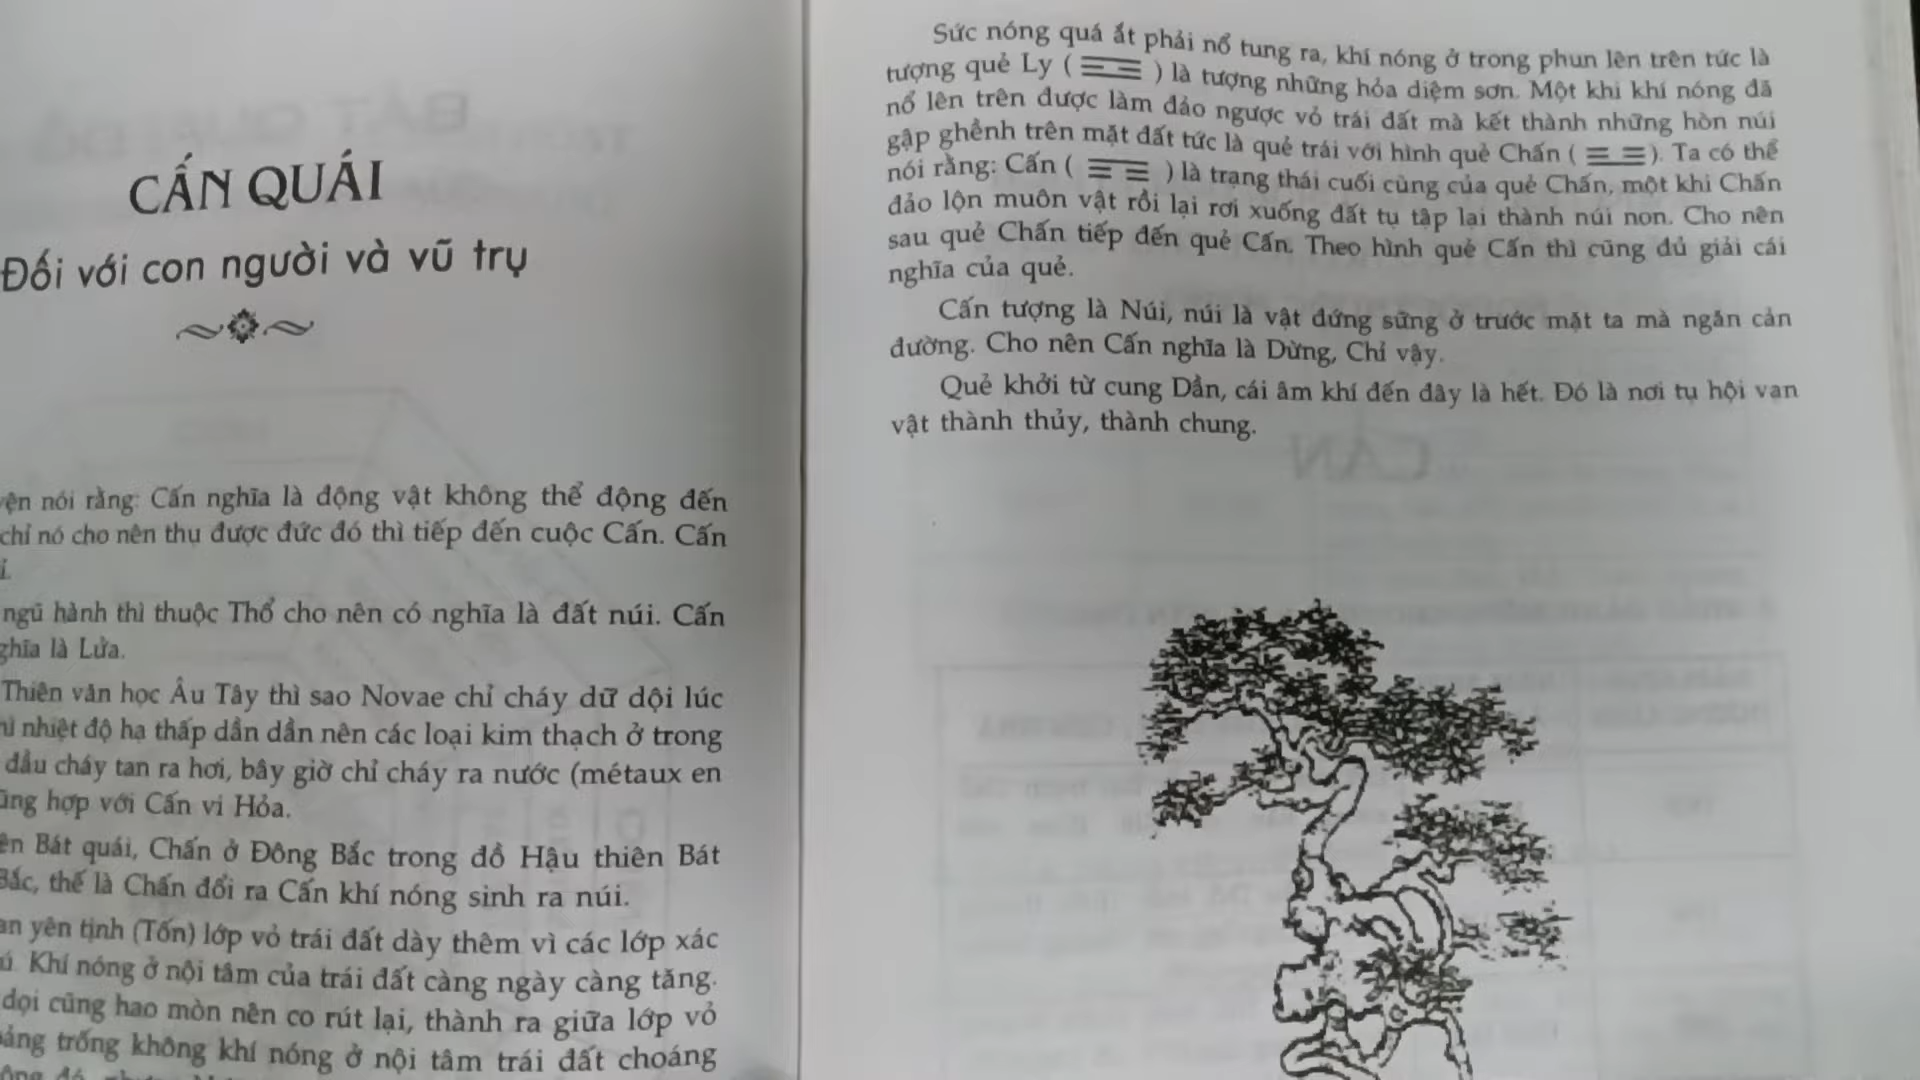 CẤN QUÁI
Đối với con người và vũ trụ
nói rằng: Cấn nghĩa là động vật không thể động đến
chỉ nó cho nên thụ được đức đó thì tiếp đến cuộc Cấn. Cấn
ngũ hành thì thuộc Thổ cho nên có nghĩa là đất núi. Cấn
là Lửa.
Thiên văn học Âu Tây thì sao Novae chỉ cháy dữ dội lúc
nhiệt độ hạ thấp dần dần nên các loại kim thạch ở trong
đầu cháy tan ra hơi, bây giờ chỉ cháy ra nước (métaux en
hợp với Cấn vi Hỏa.
Bát quái, Chấn ở Đông Bắc trong đồ Hậu thiên Bát
Bắc, thế là Chấn đổi ra Cấn khí nóng sinh ra núi.
yên tịnh (Tốn) lớp vỏ trái đất dày thêm vì các lớp xác
Khí nóng ở nội tâm của trái đất càng ngày càng tăng.
dọi cũng hao mòn nên co rút lại, thành ra giữa lớp vỏ
trống không khí nóng ở nội tâm trái đất choáng
Sức nóng quá ắt phải nổ tung ra, khí nóng ở trong phun lên trên tức là
tượng quẻ Ly ( ) là tượng những hỏa diệm sơn. Một khi khí nóng đã
nổ lên trên được làm đảo ngược vỏ trái đất mà kết thành những hòn núi
gập ghềnh trên mặt đất tức là quẻ trái với hình quẻ Chấn ( ). Ta có thể
nói rằng: Cấn ( ) là trạng thái cuối cùng của quẻ Chấn, một khi Chấn
đảo lộn muôn vật rồi lại rơi xuống đất tụ tập lại thành núi non. Cho nên
sau quẻ Chấn tiếp đến quẻ Cấn. Theo hình quẻ Cấn thì cũng đủ giải cái
nghĩa của quẻ.
Cấn tượng là Núi, núi là vật đứng sững ở trước mặt ta mà ngăn cản
đường. Cho nên Cấn nghĩa là Dừng, Chỉ vậy.
Quẻ khởi từ cung Dần, cái âm khí đến đây là hết. Đó là nơi tụ hội vạn
vật thành thủy, thành chung.